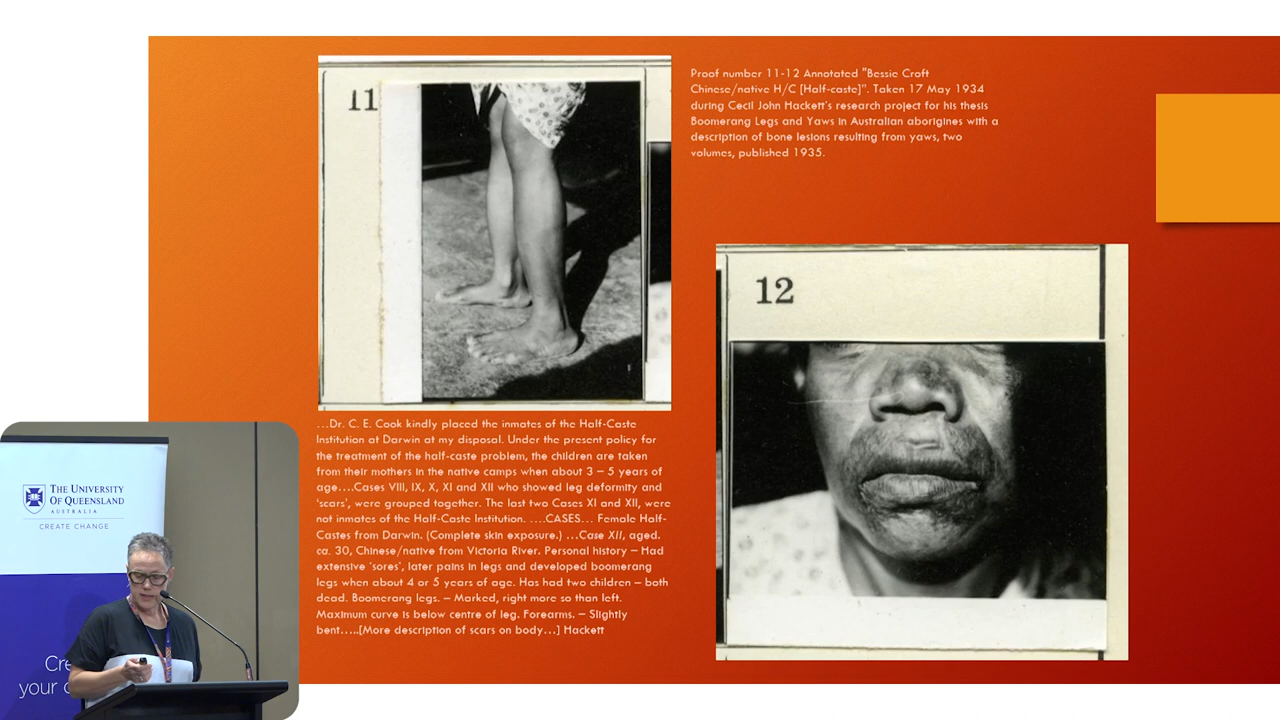 11
Proof number 11-12 Annotated "Bessie Croft
Chinese/native H/C [Half-caste]". Taken 17 May 1934
during Cecil John Hackett's research project for his thesis
Boomerang Legs and Yaws in Australian aborigines with a
description of bone lesions resulting from yaws, two
volumes, published 1935.
12
...Dr. C. E. Cook kindly placed the inmates of the Half-Caste
Institution at Darwin at my disposal. Under the present policy for
the treatment of the half-caste problem, the children are taken
from their mothers in the native camps when about 3 – 5 years of
age....Cases VIII, IX, X, XI and XII who showed leg deformity and
'scars', were grouped together. The last two Cases XI and XII, were
not inmates of the Half-Caste Institution. ....CASES... Female Half-
Castes from Darwin. (Complete skin exposure.) ...Case XII, aged.
ca. 30, Chinese/native from Victoria River. Personal history – Had
extensive 'sores', later pains in legs and developed boomerang
legs when about 4 or 5 years of age. Has had two children – both
dead. Boomerang legs. – Marked, right more so than left.
Maximum curve is below centre of leg. Forearms. – Slightly
bent.....[More description of scars on body...] Hackett
THE UNIVERSITY
OF QUEENSLAND
AUSTRALIA
CREATE CHANGE
Cre
your